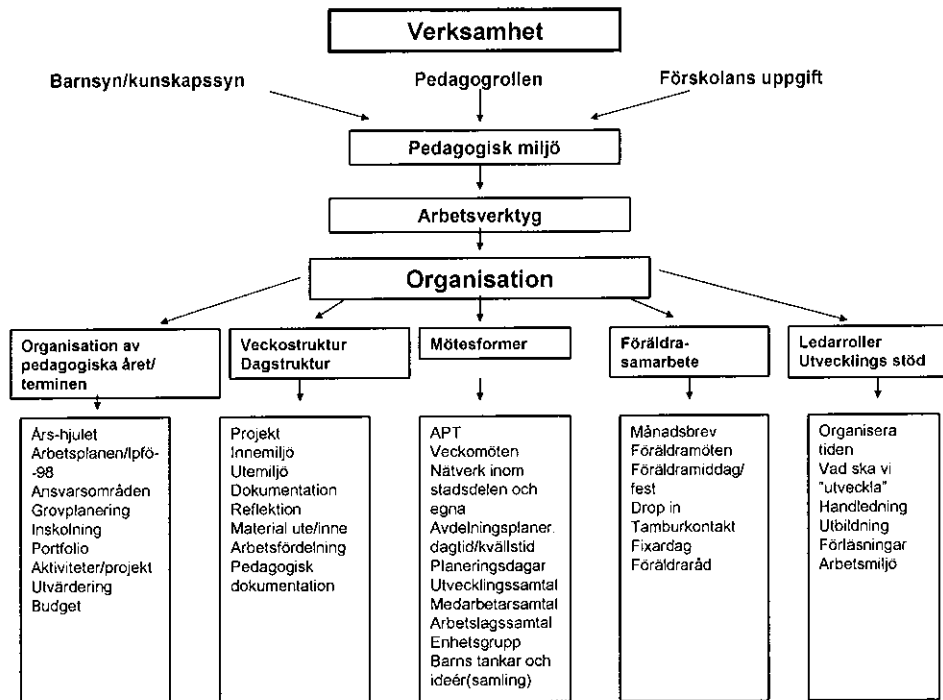 Verksamhet
Barnsyn/kunskapssyn
Pedagogrollen
Förskolans uppgift
Pedagogisk miljö
Arbetsverktyg
Organisation
Organisation av
pedagogiska året/
terminen
Veckostruktur
Dagstruktur
Mötesformer
Föräldra-
samarbete
Ledarroller
Utvecklings stöd
Års-hjulet
Arbetsplanen/lpfö-
-98
Ansvarsområden
Grovplanering
Inskolning
Portfolio
Aktiviteter/projekt
Utvärdering
Budget
Projekt
Innemiljö
Utemiljö
Dokumentation
Reflektion
Material ute/inne
Arbetsfördelning
Pedagogisk
dokumentation
APT
Veckomöten
Nätverk inom
stadsdelen och
egna
Avdelningsplaner.
dagtid/kvällstid
Planeringsdagar
Utvecklingssamtal
Medarbetarsamtal
Arbetslagssamtal
Enhetsgrupp
Barns tankar och
ideér(samling)
Månadsbrev
Föräldramöten
Föräldramiddag/
fest
Drop in
Tamburkontakt
Fixardag
Föräldraråd
Organisera
tiden
Vad ska vi
"utveckla"
Handledning
Utbildning
Förläsningar
Arbetsmiljö